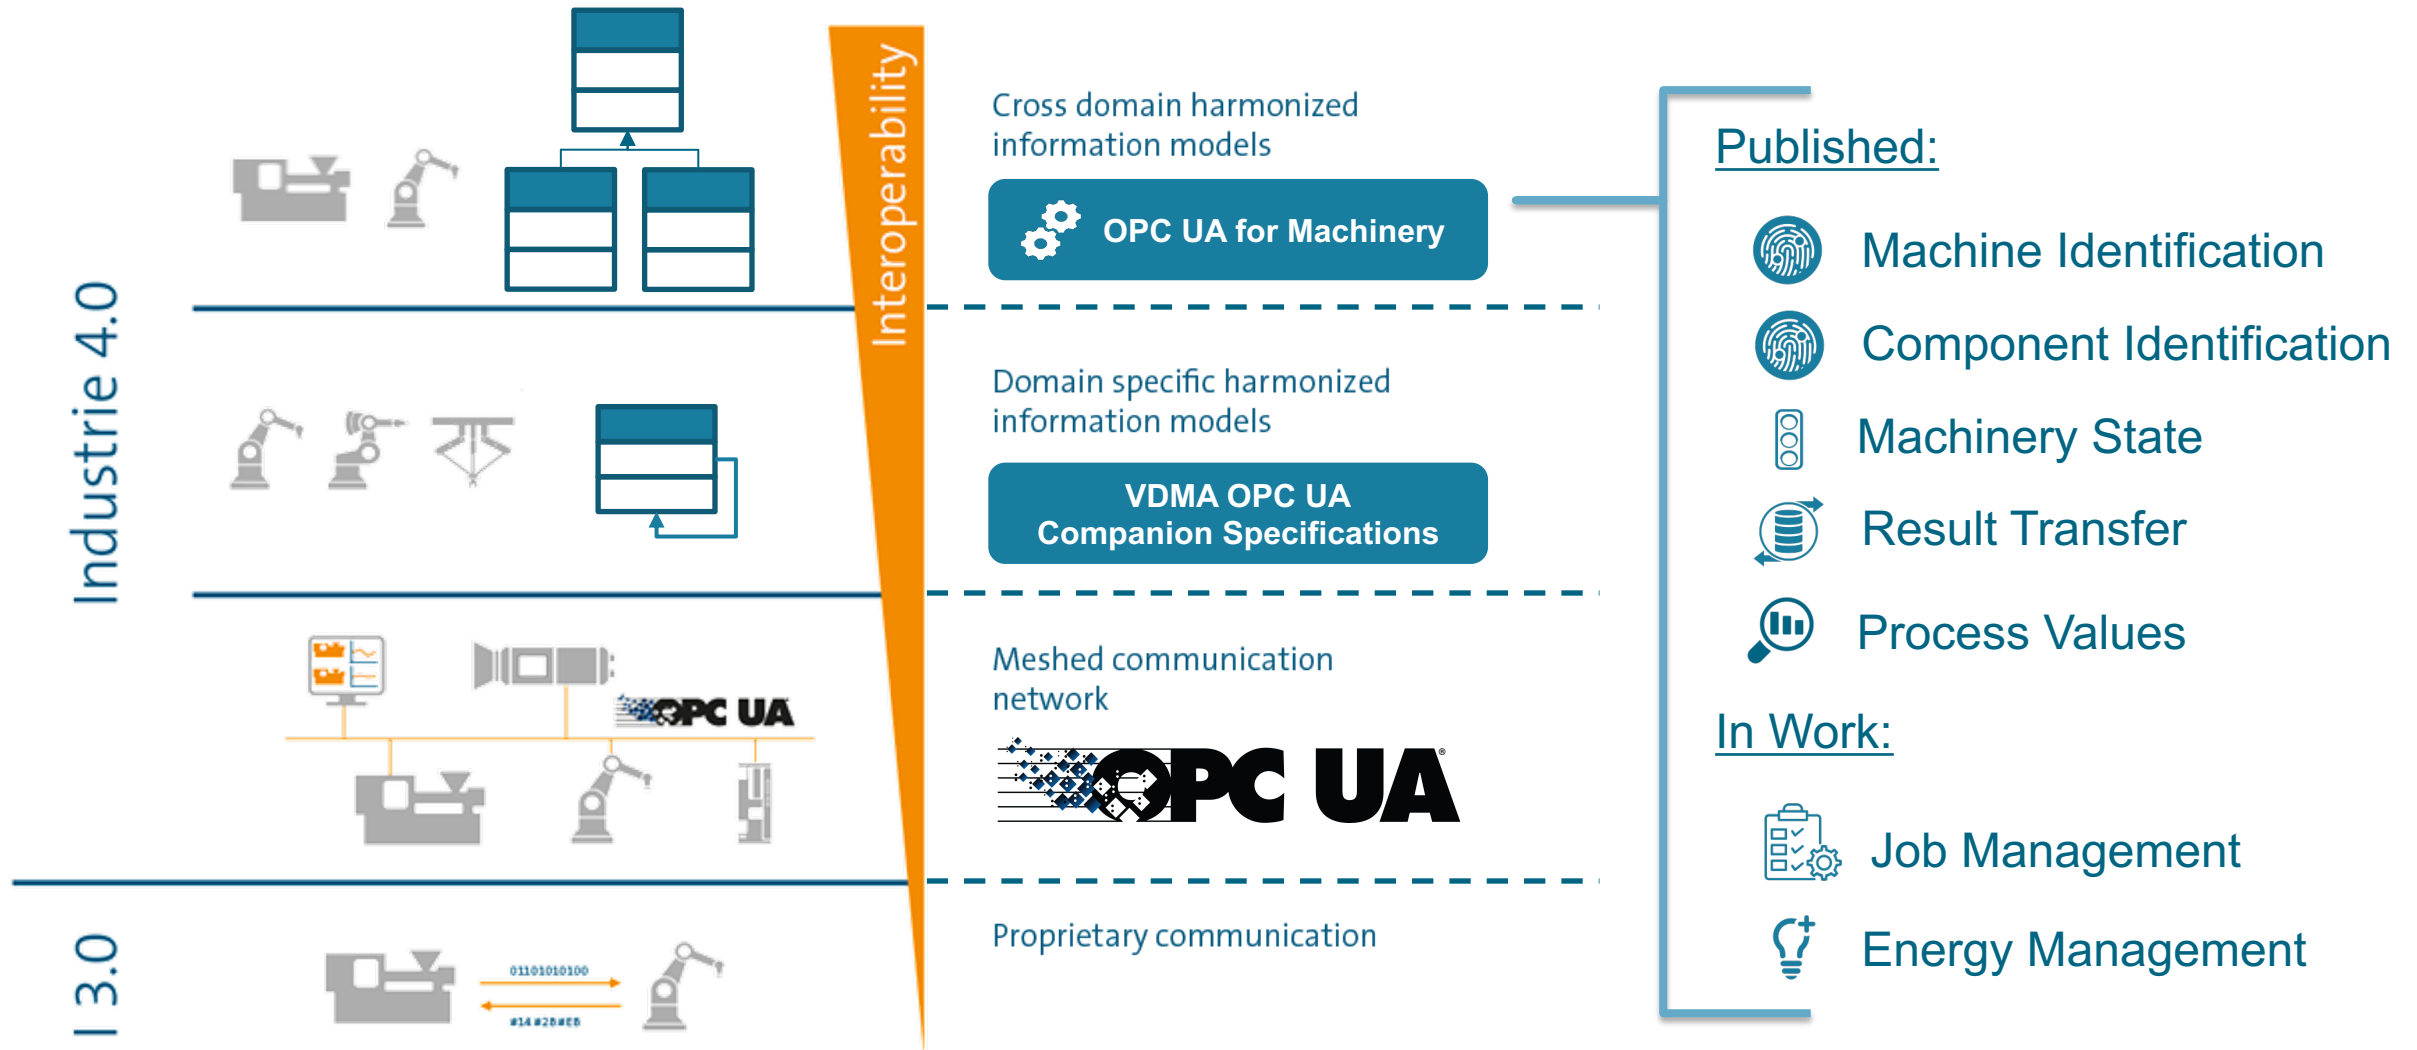 Industrie 4.0
I 3.0
Interoperability
Cross domain harmonized
information models
OPC UA for Machinery
Domain specific harmonized
information models
VDMA OPC UA
Companion Specifications
OPC UA
Meshed communication
network
OPC UA®
Proprietary communication
01101010100
#14#2B#EB
Published:
Machine Identification
Component Identification
Machinery State
Result Transfer
Process Values
In Work:
Job Management
Energy Management